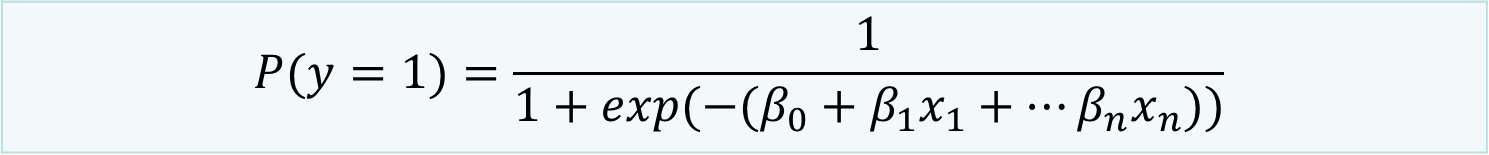 P(y = 1) = 1 / 1 + exp(−(β₀ + β₁x₁ + ⋯ βₙxₙ))